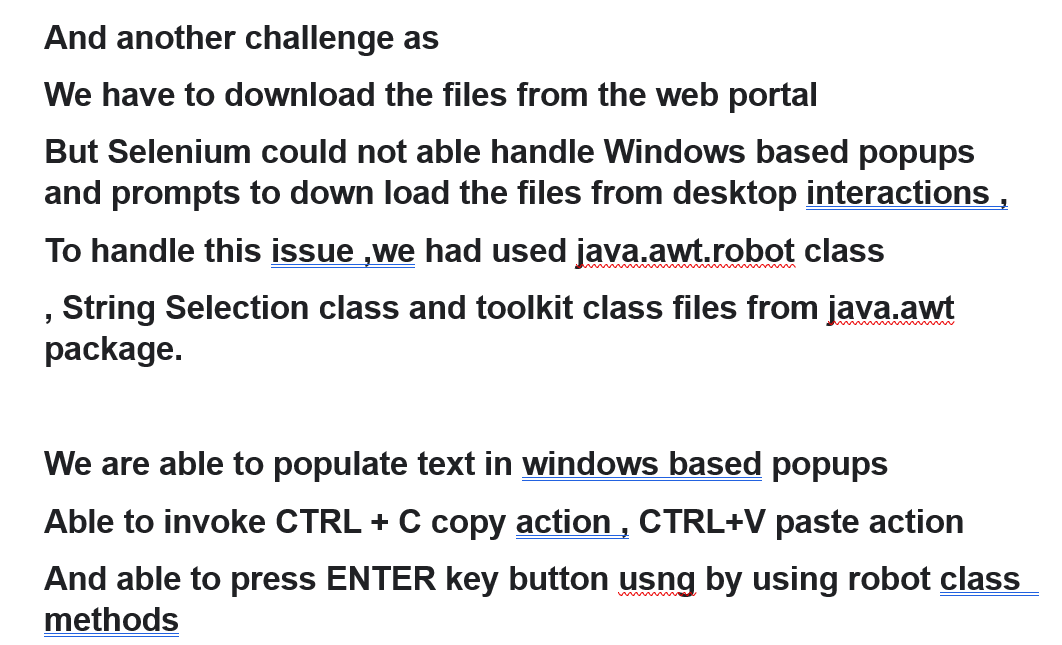 And another challenge as
We have to download the files from the web portal
But Selenium could not able handle Windows based popups
and prompts to down load the files from desktop interactions ,
To handle this issue ,we had used java.awt.robot class
, String Selection class and toolkit class files from java.awt
package.
We are able to populate text in windows based popups
Able to invoke CTRL + C copy action , CTRL+V paste action
And able to press ENTER key button usng by using robot class
methods